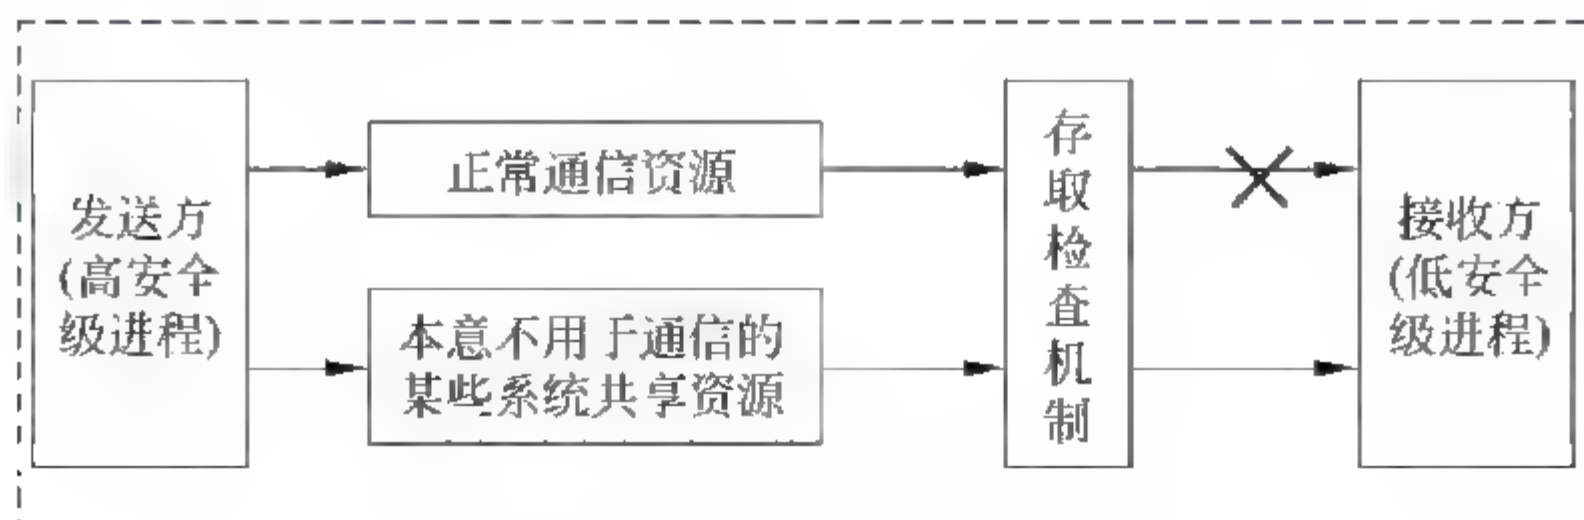 发送方
(高安全
级进程)
正常通信资源
本意不用于通信的
某些系统共享资源
存
取
检
查
机
制
接收方
(低安全
级进程)